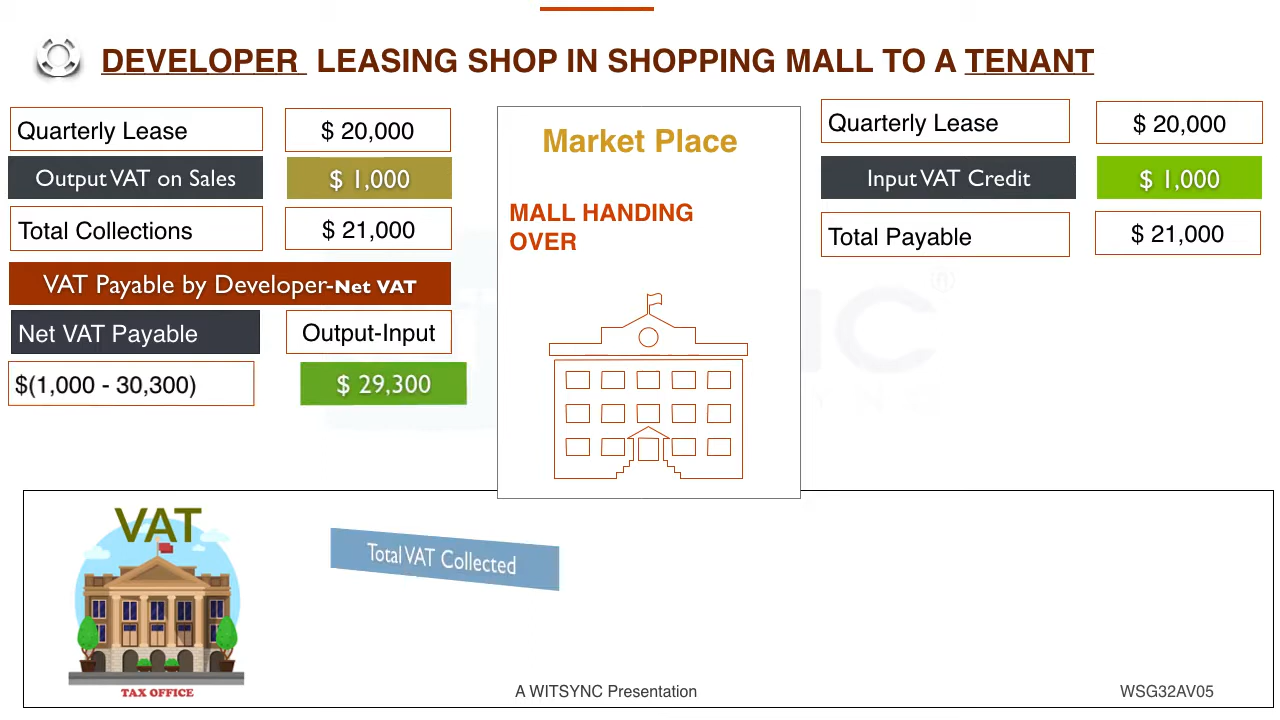 DEVELOPER LEASING SHOP IN SHOPPING MALL TO A TENANT
Quarterly Lease
$ 20,000
Output VAT on Sales
$ 1,000
Total Collections
$ 21,000
VAT Payable by Developer-Net VAT
Net VAT Payable
Output-Input
$(1,000 - 30,300)
$ 29,300
Market Place
MALL HANDING
OVER
Quarterly Lease
$ 20,000
Input VAT Credit
$ 1,000
Total Payable
$ 21,000
VAT
TAX OFFICE
Total VAT Collected
A WITSYNC Presentation
WSG32AV05